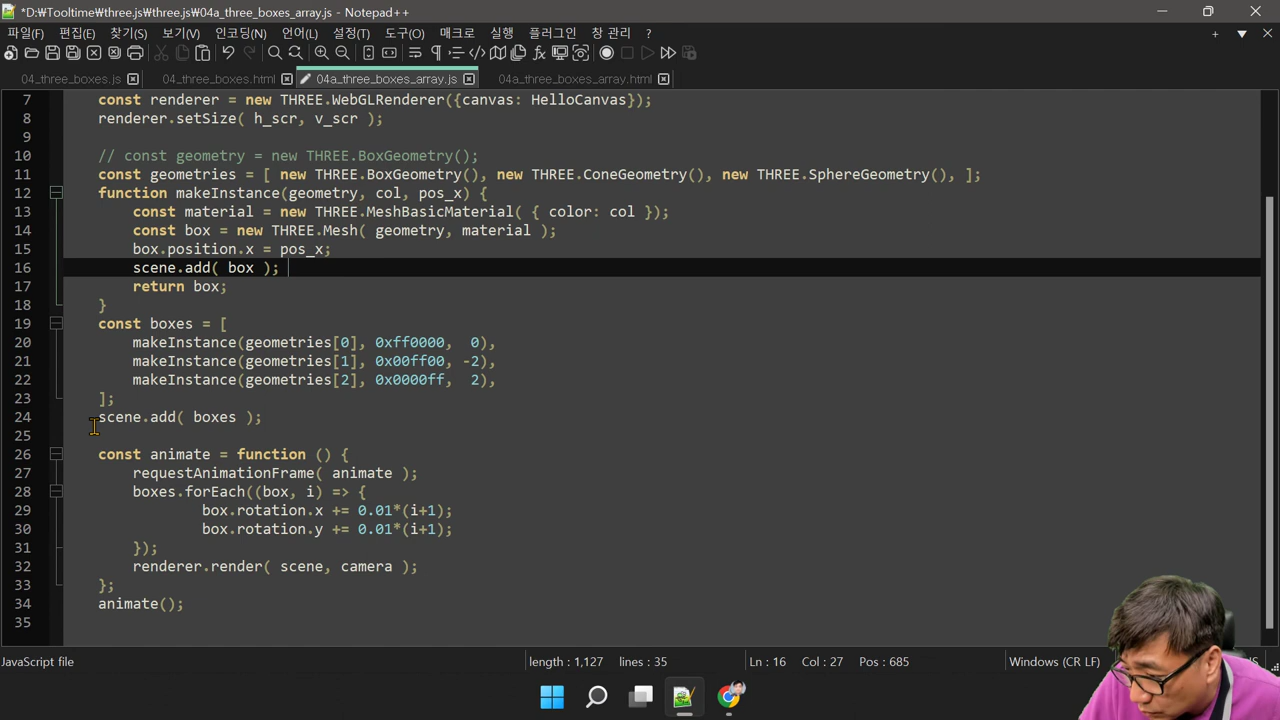 *D:₩Tooltime₩three.js₩three.js₩04a_three_boxes_array.js - Notepad++
파일(F) 편집(E) 찾기(S) 보기(V) 인코딩(N) 언어(L) 설정(T) 도구(O) 매크로 실행 플러그인 창 관리 ?
04_three_boxes.js 04_three_boxes.html 04a_three_boxes_array.js 04a_three_boxes_array.html
7 const renderer = new THREE.WebGLRenderer({canvas: HelloCanvas});
8 renderer.setSize( h_scr, v_scr );
9
10 // const geometry = new THREE.BoxGeometry();
11 const geometries = [ new THREE.BoxGeometry(), new THREE.ConeGeometry(), new THREE.SphereGeometry(), ];
12 function makeInstance(geometry, col, pos_x) {
13 const material = new THREE.MeshBasicMaterial( { color: col });
14 const box = new THREE.Mesh( geometry, material );
15 box.position.x = pos_x;
16 scene.add( box );
17 return box;
18 }
19 const boxes = [
20 makeInstance(geometries[0], 0xff0000, 0),
21 makeInstance(geometries[1], 0x00ff00, -2),
22 makeInstance(geometries[2], 0x0000ff, 2),
23 ];
24 scene.add( boxes );
25
26 const animate = function () {
27 requestAnimationFrame( animate );
28 boxes.forEach((box, i) => {
29 box.rotation.x += 0.01*(i+1);
30 box.rotation.y += 0.01*(i+1);
31 });
32 renderer.render( scene, camera );
33 };
34 animate();
35
JavaScript file length : 1,127 lines : 35 Ln : 16 Col : 27 Pos : 685 Windows (CR LF)